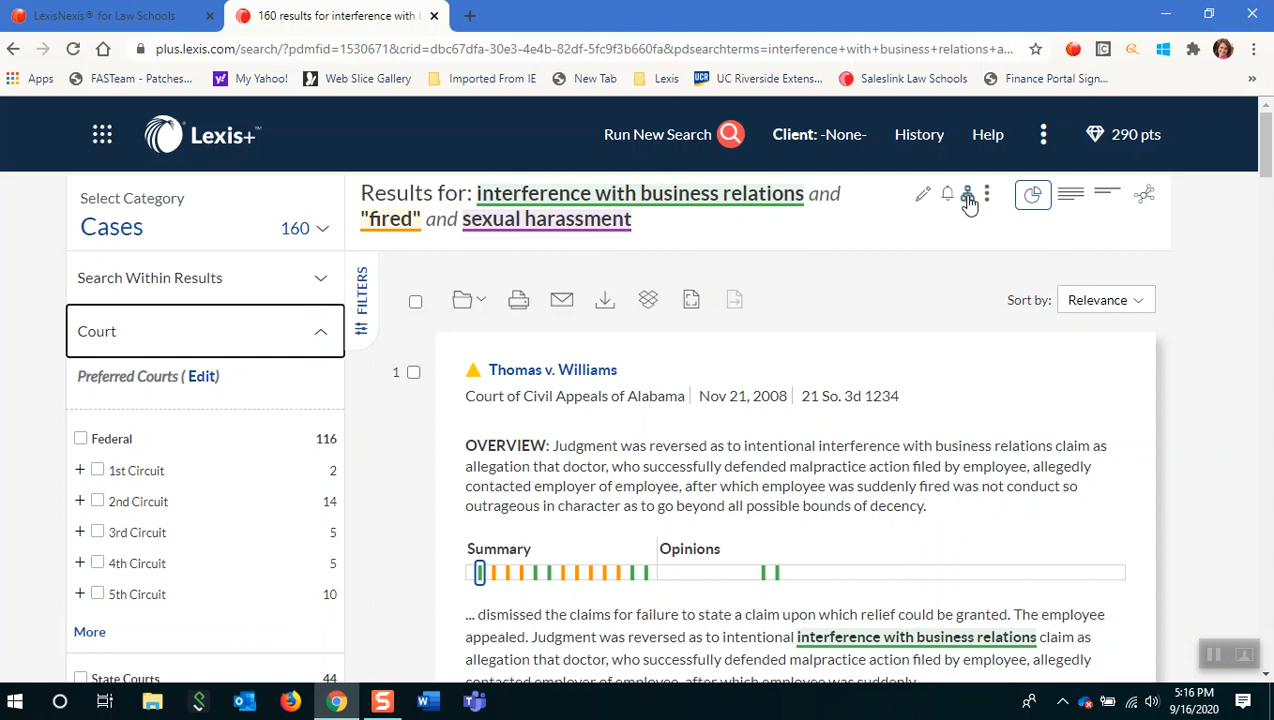 LexisNexis® for Law Schools
160 results for interference with
plus.lexis.com/search/?pdmfid=1530671&crid=dbc67dfa-30e3-4e4b-82df-5fc9f3b660fa&pdsearchterms=interference+with+business+relations+a...
Apps FASTeam - Patches... My Yahoo! Web Slice Gallery Imported From IE New Tab Lexis UC Riverside Exten... Saleslink Law Schools Finance Portal Sign... »
Lexis+™ Run New Search Client: -None- History Help 290 pts
Select Category
Cases 160
Search Within Results
Court
Preferred Courts ( Edit)
Federal 116
1st Circuit 2
2nd Circuit 14
3rd Circuit 5
4th Circuit 5
5th Circuit 10
More
State Courts 44
FILTERS
Results for: interference with business relations and
"fired" and sexual harassment
Sort by: Relevance
1 Thomas v. Williams
Court of Civil Appeals of Alabama Nov 21, 2008 21 So. 3d 1234
OVERVIEW: Judgment was reversed as to intentional interference with business relations claim as
allegation that doctor, who successfully defended malpractice action filed by employee, allegedly
contacted employer of employee, after which employee was suddenly fired was not conduct so
outrageous in character as to go beyond all possible bounds of decency.
Summary Opinions
... dismissed the claims for failure to state a claim upon which relief could be granted. The employee
appealed. Judgment was reversed as to intentional interference with business relations claim as
allegation that doctor, who successfully defended malpractice action filed by employee, allegedly
contacted employer of employee, after which employee was suddenly
5:16 PM
9/16/2020